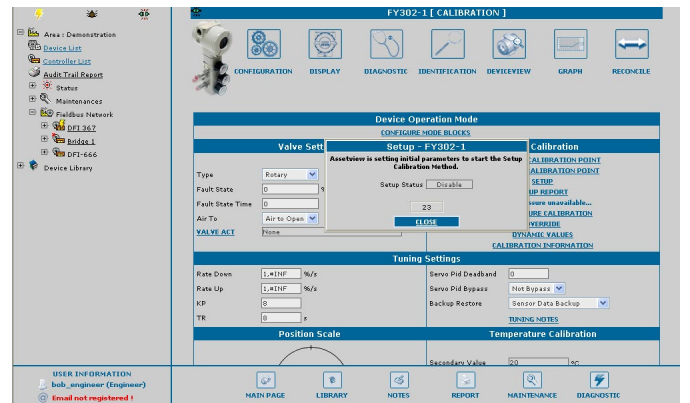 FY302-1 [ CALIBRATION ]
Area : Demonstration
Device List
Controller List
Audit Trail Report
Status
Maintenances
Fieldbus Network
DFI 367
Bridge 1
DFI-666
Device Library
CONFIGURATION
DISPLAY
DIAGNOSTIC
IDENTIFICATION
DEVICEVIEW
GRAPH
RECONCILE
Device Operation Mode
CONFIGURE MODE BLOCKS
Valve Sett
Type Rotary
Fault State 0 %
Fault State Time 0
Air To Air to Open
VALVE ACT None
Setup - FY302-1
Assetview is setting initial parameters to start the Setup
Calibration Method.
Setup Status Disable
23
CLOSE
Calibration
ALIBRATION POINT
ALIBRATION POINT
SETUP
UP REPORT
ssure unavailable...
URE CALIBRATION
VERRIDE
DYNAMIC VALUES
CALIBRATION INFORMATION
Tuning Settings
Rate Down 1,#INF %/s
Rate Up 1,#INF %/s
KP 8
TR 8 s
Servo Pid Deadband 0
Servo Pid Bypass Not Bypass
Backup Restore Sensor Data Backup
TUNING NOTES
Position Scale
Temperature Calibration
Secondary Value 20 ºC
USER INFORMATION
bob_engineer (Engineer)
Email not registered !
MAIN PAGE
LIBRARY
NOTES
REPORT
MAINTENANCE
DIAGNOSTIC